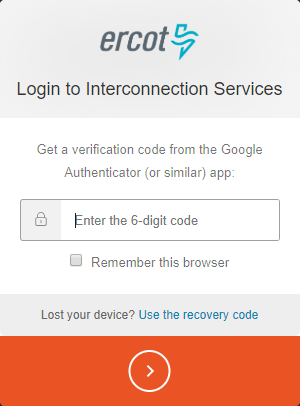 ercot
Login to Interconnection Services
Get a verification code from the Google
Authenticator (or similar) app:
Enter the 6-digit code
Remember this browser
Lost your device? Use the recovery code